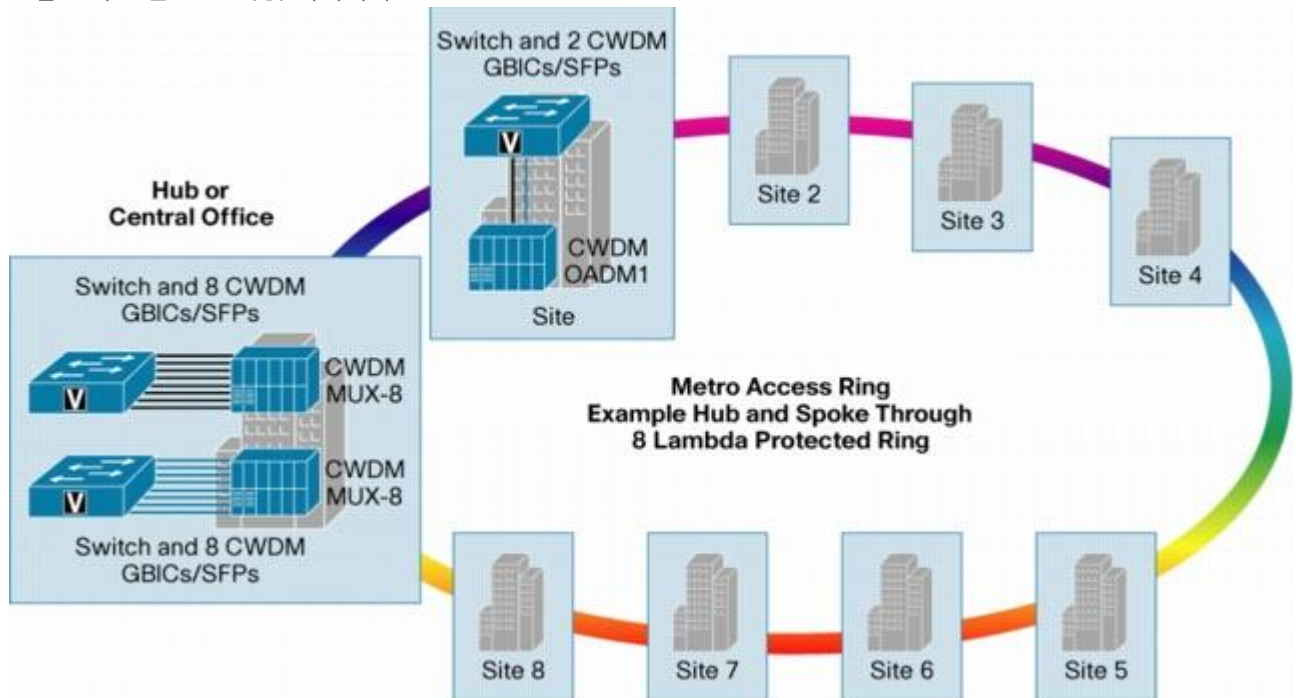 Switch and 2 CWDM
GBICs/SFPs
V
CWDM
OADM1
Site
Hub or
Central Office
Switch and 8 CWDM
GBICs/SFPs
V
CWDM
MUX-8
V
CWDM
MUX-8
Switch and 8 CWDM
GBICs/SFPs
Site 2
Site 3
Site 4
Metro Access Ring
Example Hub and Spoke Through
8 Lambda Protected Ring
Site 8
Site 7
Site 6
Site 5